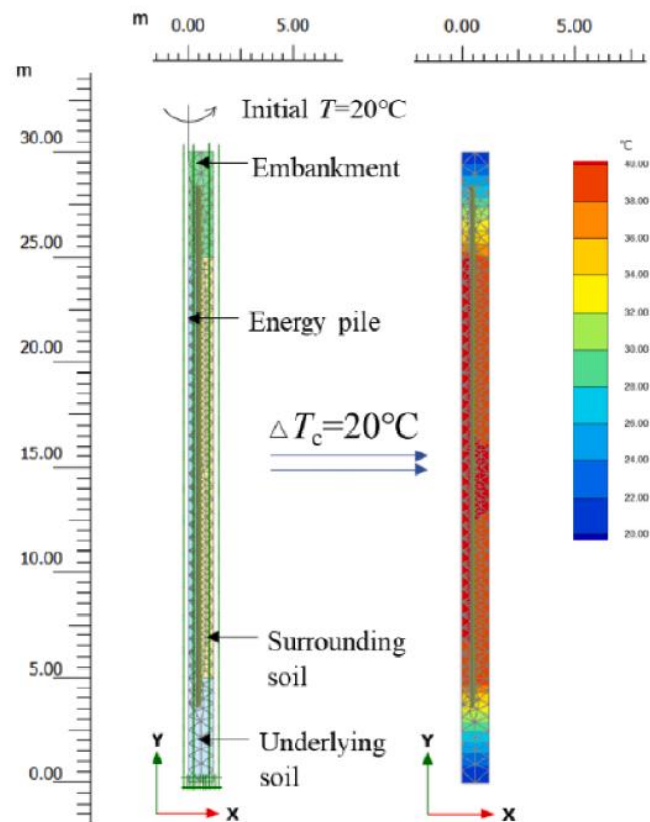 m 0.00 5.00 0.00 5.00
m
Initial T=20°C
30.00
Embankment
°C
40.00
38.00
36.00
25.00
34.00
Energy pile
32.00
30.00
20.00
28.00
△Tc=20°C
26.00
15.00
24.00
22.00
20.00
10.00
Surrounding
soil
5.00
Underlying
soil
Y
Y
0.00
X
X